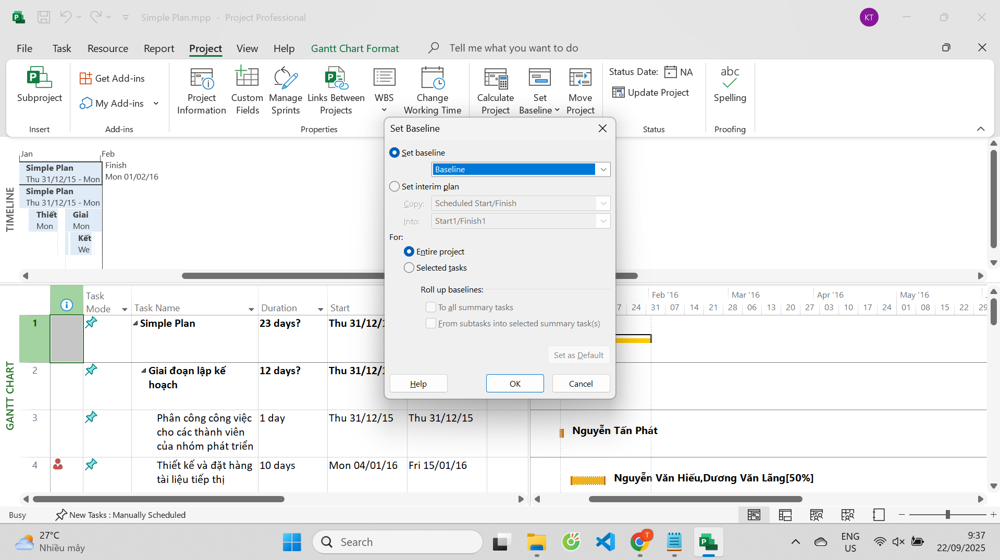 Simple Plan.mpp - Project Professional
KT
File Task Resource Report Project View Help Gantt Chart Format Tell me what you want to do
Subproject
Insert
Get Add-ins
My Add-ins
Add-ins
Project Information
Custom Fields
Manage Sprints
Links Between Projects
WBS
Change Working Time
Properties
Calculate Project
Set Baseline
Move Project
Status Date: NA
Update Project
Status
abc
Spelling
Proofing
TIMELINE
Jan
Feb
Simple Plan
Thu 31/12/15 - Mon
Finish
Mon 01/02/16
Simple Plan
Thu 31/12/15 - Mon
Thiết
Mon
Giai
Mon
Kết
We
Set Baseline
Set baseline
Baseline
Set interim plan
Copy: Scheduled Start/Finish
Into: Start1/Finish1
For:
Entire project
Selected tasks
Roll up baselines:
To all summary tasks
From subtasks into selected summary task(s)
Set as Default
Help OK Cancel
GANTT CHART
Task Mode
Task Name
Duration
Start
1 Simple Plan 23 days? Thu 31/12/1
2 Giai đoạn lập kế 12 days? Thu 31/12/1
hoạch
3 Phân công công việc 1 day Thu 31/12/15 Thu 31/12/15
cho các thành viên
của nhóm phát triển
4 Thiết kế và đặt hàng 10 days Mon 04/01/16 Fri 15/01/16
tài liệu tiếp thị
Feb '16 Mar '16 Apr '16 May '16
7 24 31 07 14 21 28 06 13 20 27 03 10 17 24 01 08 15 22 29
Nguyễn Tấn Phát
Nguyễn Văn Hiếu,Dương Văn Lãng[50%]
Busy New Tasks : Manually Scheduled
27°C
Nhiều mây
Search
T
ENG
US
9:37
22/09/2025